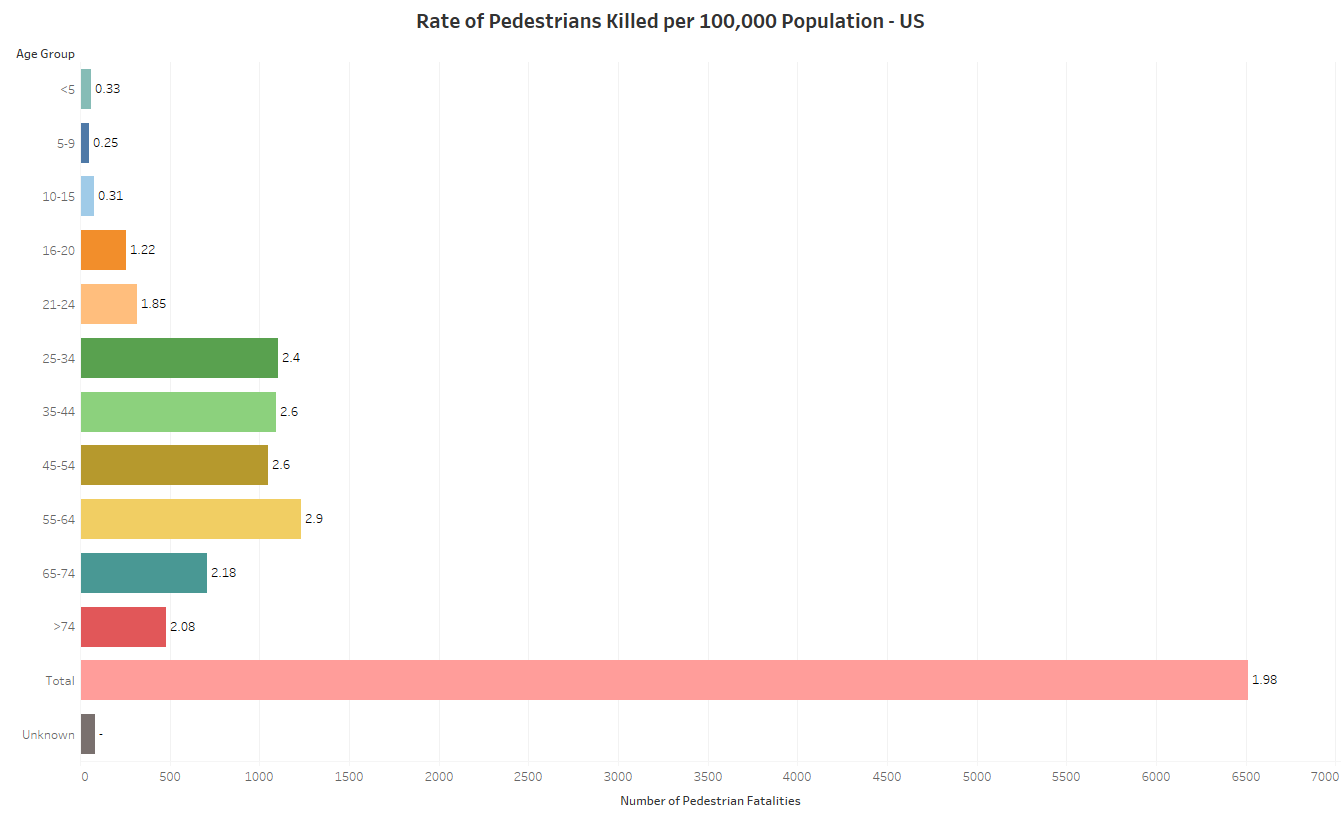 Rate of Pedestrians Killed per 100,000 Population - US
Age Group
<5 0.33
5-9 0.25
10-15 0.31
16-20 1.22
21-24 1.85
25-34 2.4
35-44 2.6
45-54 2.6
55-64 2.9
65-74 2.18
>74 2.08
Total 1.98
Unknown -
0 500 1000 1500 2000 2500 3000 3500 4000 4500 5000 5500 6000 6500 7000
Number of Pedestrian Fatalities